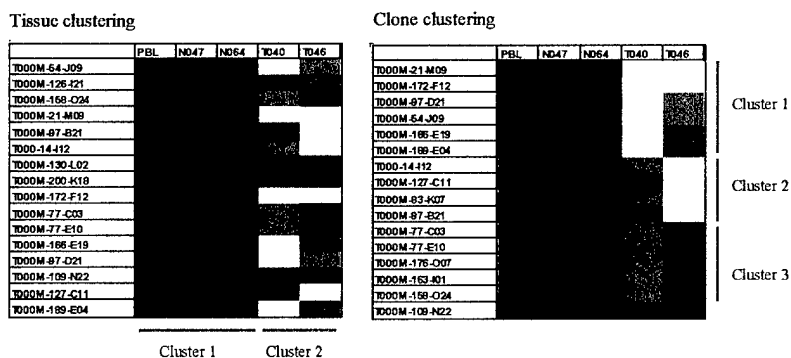 Tissue clustering
PBL N047 N064 T040 T046
T000M-54-J09
T000M-126-I21
T000M-158-O24
T000M-21-M09
T000M-97-B21
T000-14-I12
T000M-130-L02
T000M-200-K18
T000M-172-F12
T000M-77-C03
T000M-77-E10
T000M-166-E19
T000M-97-D21
T000M-109-N22
T000M-127-C11
T000M-189-E04
Cluster 1 Cluster 2
Clone clustering
PBL N047 N064 T040 T046
T000M-21-M09
T000M-172-F12
T000M-97-D21
T000M-54-J09
T000M-166-E19
T000M-189-E04
T000-14-I12
T000M-127-C11
T000M-83-K07
T000M-97-B21
T000M-77-C03
T000M-77-E10
T000M-176-O07
T000M-163-I01
T000M-158-O24
T000M-109-N22
Cluster 1
Cluster 2
Cluster 3